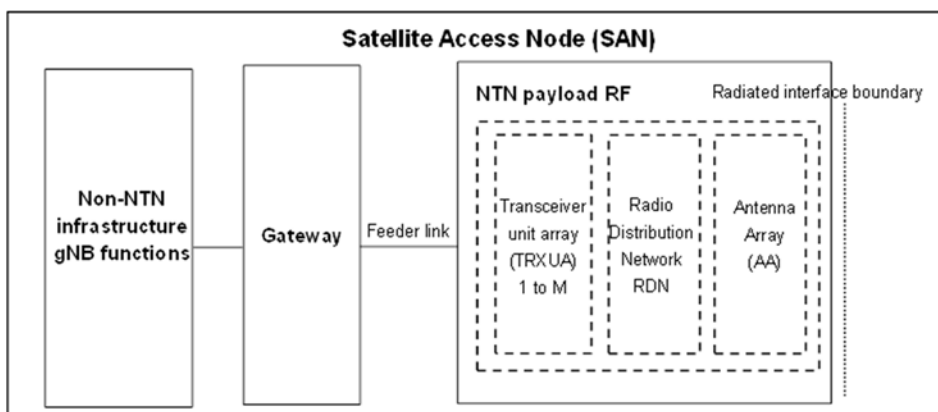 Satellite Access Node (SAN)
NTN payload RF
Radiated interface boundary
Non-NTN
infrastructure
gNB functions
Gateway
Feeder link
Transceiver
unit array
(TRXUA)
1 to M
Radio
Distribution
Network
RDN
Antenna
Array
(AA)